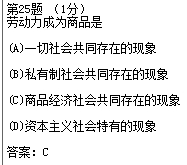 第25题 (1分)
劳动力成为商品是
(A)一切社会共同存在的现象
(B)私有制社会共同存在的现象
(C)商品经济社会共同存在的现象
(D)资本主义社会特有的现象
答案：C